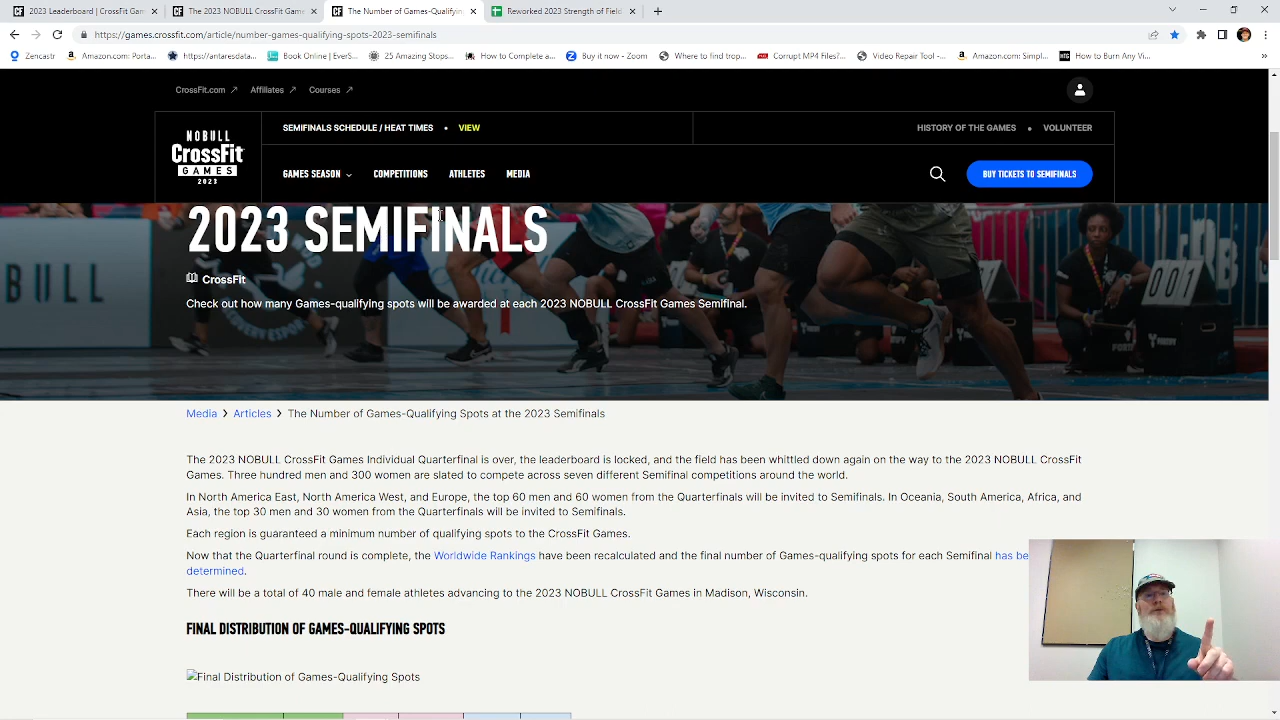 2023 Leaderboard | CrossFit Gam
The 2023 NOBULL CrossFit Game
The Number of Games-Qualifying
Reworked 2023 Strength of Field
https://games.crossfit.com/article/number-games-qualifying-spots-2023-semifinals
Zencastr
Amazon.com: Porta...
https://antaresdata...
Book Online | EverS...
25 Amazing Stops...
How to Complete a...
Buy it now - Zoom
Where to find trop...
Corrupt MP4 Files?...
Video Repair Tool...
Amazon.com: Simpl...
How to Burn Any Vi...
CrossFit.com
Affiliates
Courses
NOBULL
CrossFit
GAMES
2023
SEMIFINALS SCHEDULE / HEAT TIMES • VIEW
HISTORY OF THE GAMES • VOLUNTEER
GAMES SEASON
COMPETITIONS
ATHLETES
MEDIA
BUY TICKETS TO SEMIFINALS
2023 SEMIFINALS
CrossFit
Check out how many Games-qualifying spots will be awarded at each 2023 NOBULL CrossFit Games Semifinal.
BULL
001
Media > Articles > The Number of Games-Qualifying Spots at the 2023 Semifinals
The 2023 NOBULL CrossFit Games Individual Quarterfinal is over, the leaderboard is locked, and the field has been whittled down again on the way to the 2023 NOBULL CrossFit
Games. Three hundred men and 300 women are slated to compete across seven different Semifinal competitions around the world.
In North America East, North America West, and Europe, the top 60 men and 60 women from the Quarterfinals will be invited to Semifinals. In Oceania, South America, Africa, and
Asia, the top 30 men and 30 women from the Quarterfinals will be invited to Semifinals.
Each region is guaranteed a minimum number of qualifying spots to the CrossFit Games.
Now that the Quarterfinal round is complete, the Worldwide Rankings have been recalculated and the final number of Games-qualifying spots for each Semifinal has be
determined.
There will be a total of 40 male and female athletes advancing to the 2023 NOBULL CrossFit Games in Madison, Wisconsin.
FINAL DISTRIBUTION OF GAMES-QUALIFYING SPOTS
Final Distribution of Games-Qualifying Spots